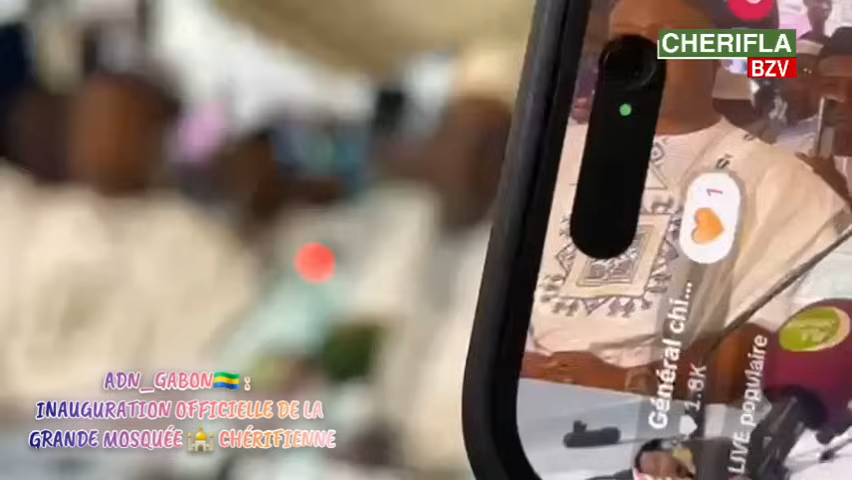 CHERIFLA
BZV
1
Général chi...
1.8K
LIVE populaire
ADN_GABON🇬🇦:
INAUGURATION OFFICIELLE DE LA
GRANDE MOSQUÉE 🕌 CHÉRIFIENNE